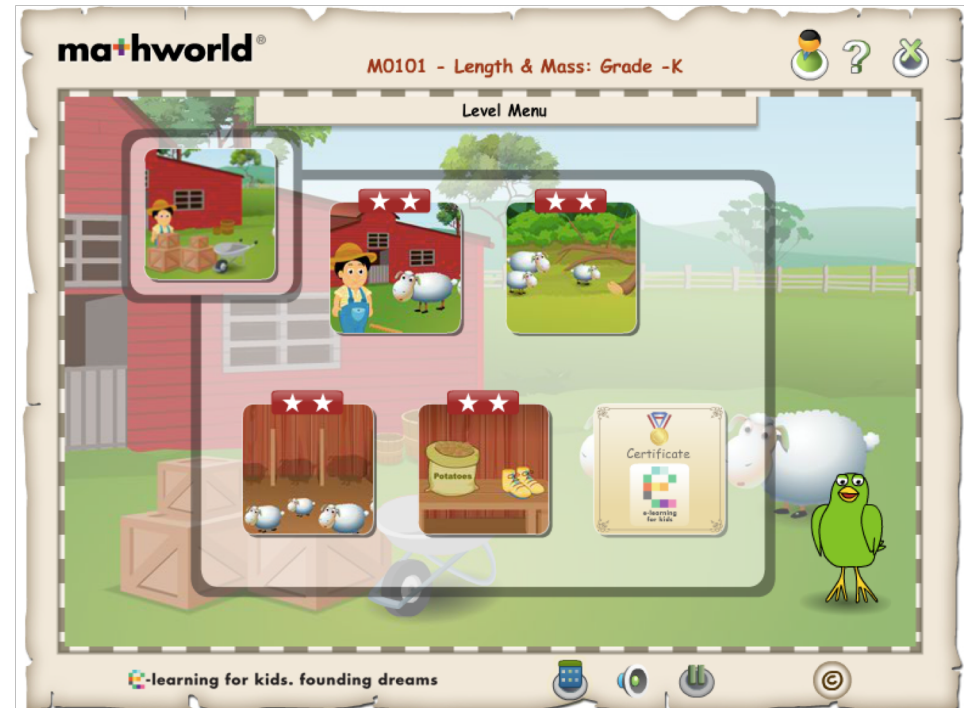 mathworld®
M0101 - Length & Mass: Grade -K
?
Level Menu
Potatoes
Certificate
e-learning
for kids
e-learning for kids. founding dreams
©